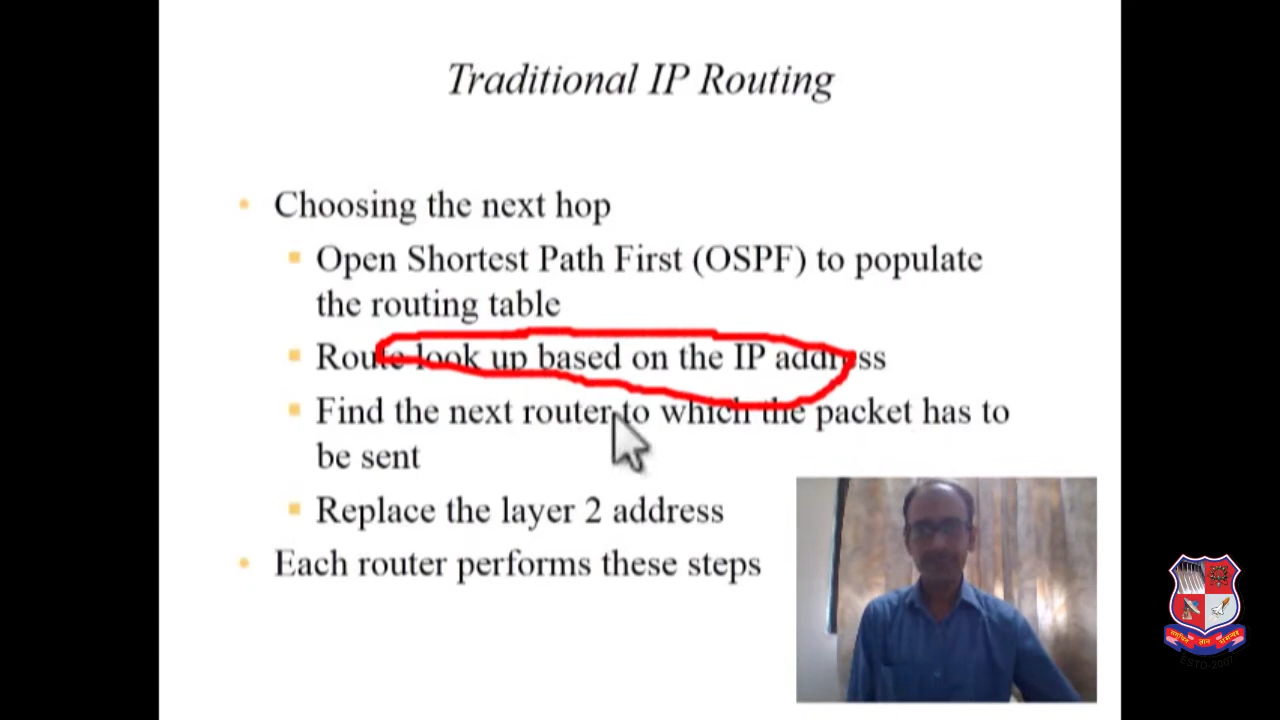 Traditional IP Routing
• Choosing the next hop
▪ Open Shortest Path First (OSPF) to populate
the routing table
▪ Route look up based on the IP address
▪ Find the next router to which the packet has to
be sent
▪ Replace the layer 2 address
• Each router performs these steps
ESTD-2007